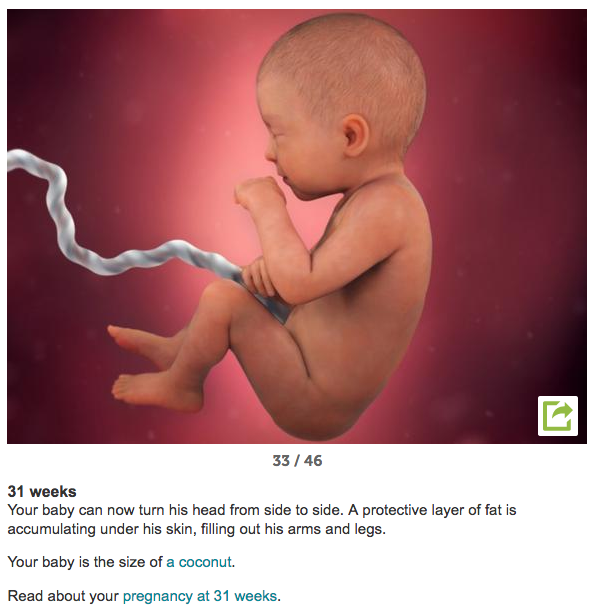 33 / 46
31 weeks
Your baby can now turn his head from side to side. A protective layer of fat is
accumulating under his skin, filling out his arms and legs.
Your baby is the size of a coconut.
Read about your pregnancy at 31 weeks.